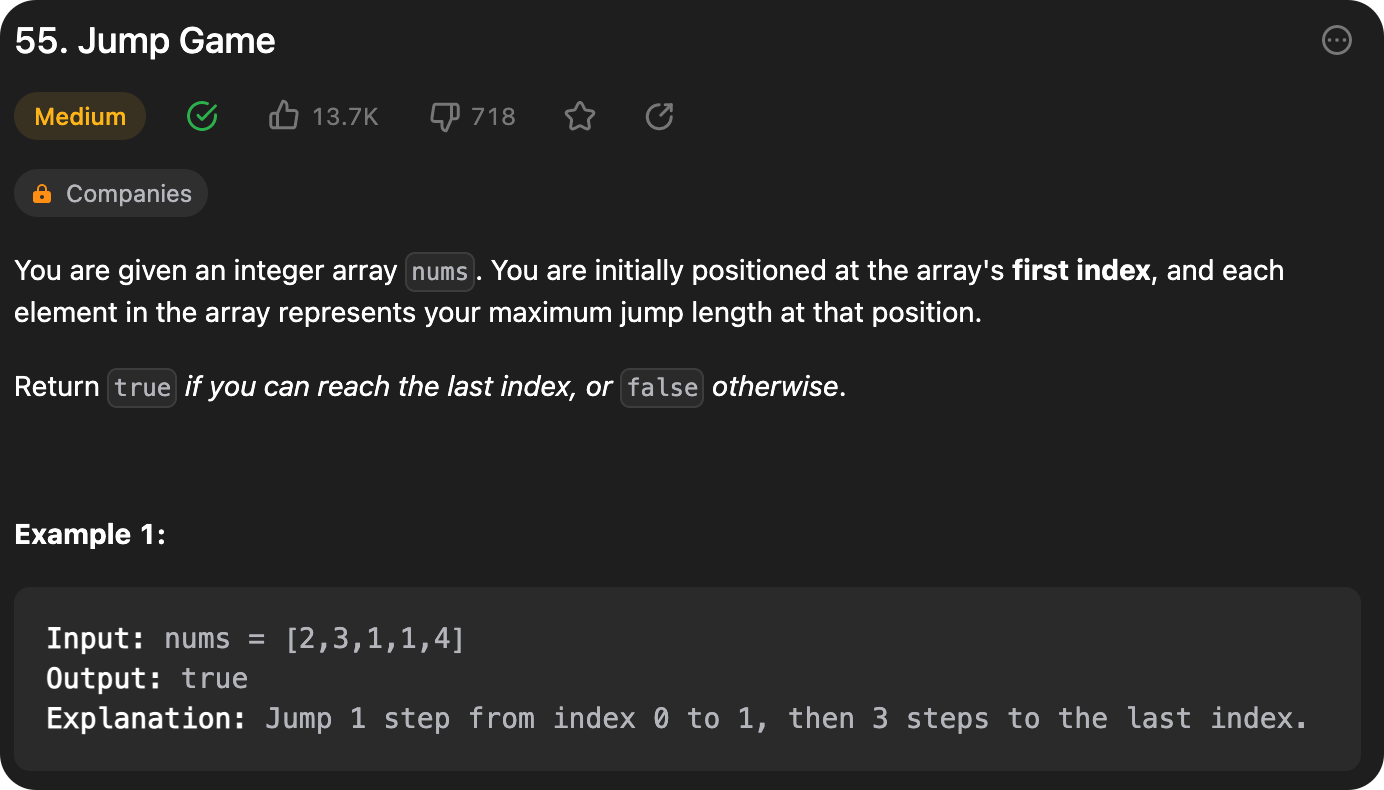 55. Jump Game
Medium 13.7K 718
Companies
You are given an integer array nums. You are initially positioned at the array's first index, and each
element in the array represents your maximum jump length at that position.
Return true if you can reach the last index, or false otherwise.
Example 1:
Input: nums = [2,3,1,1,4]
Output: true
Explanation: Jump 1 step from index 0 to 1, then 3 steps to the last index.